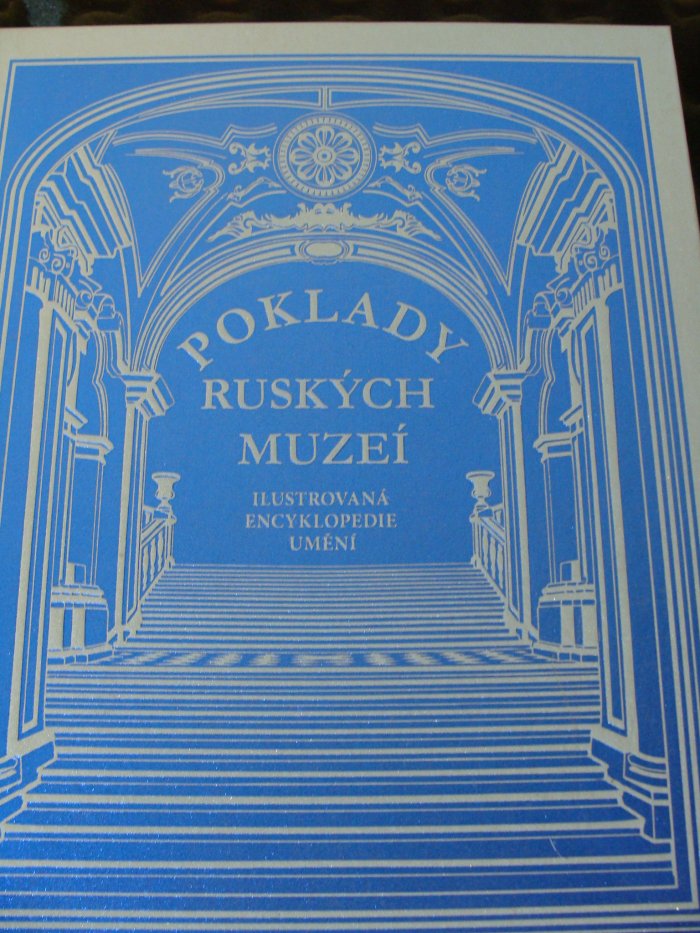 POKLADY
RUSKÝCH
MUZEÍ
ILUSTROVANÁ
ENCYKLOPEDIE
UMĚNÍ